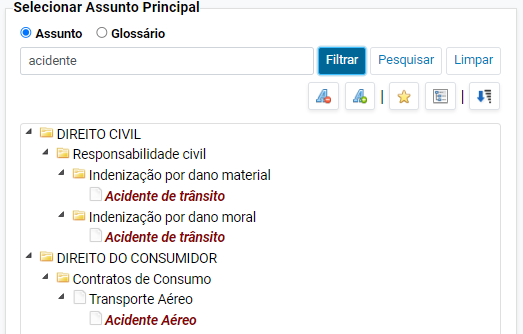 Selecionar Assunto Principal
Assunto Glossário
acidente Filtrar Pesquisar Limpar
DIREITO CIVIL
Responsabilidade civil
Indenização por dano material
Acidente de trânsito
Indenização por dano moral
Acidente de trânsito
DIREITO DO CONSUMIDOR
Contratos de Consumo
Transporte Aéreo
Acidente Aéreo